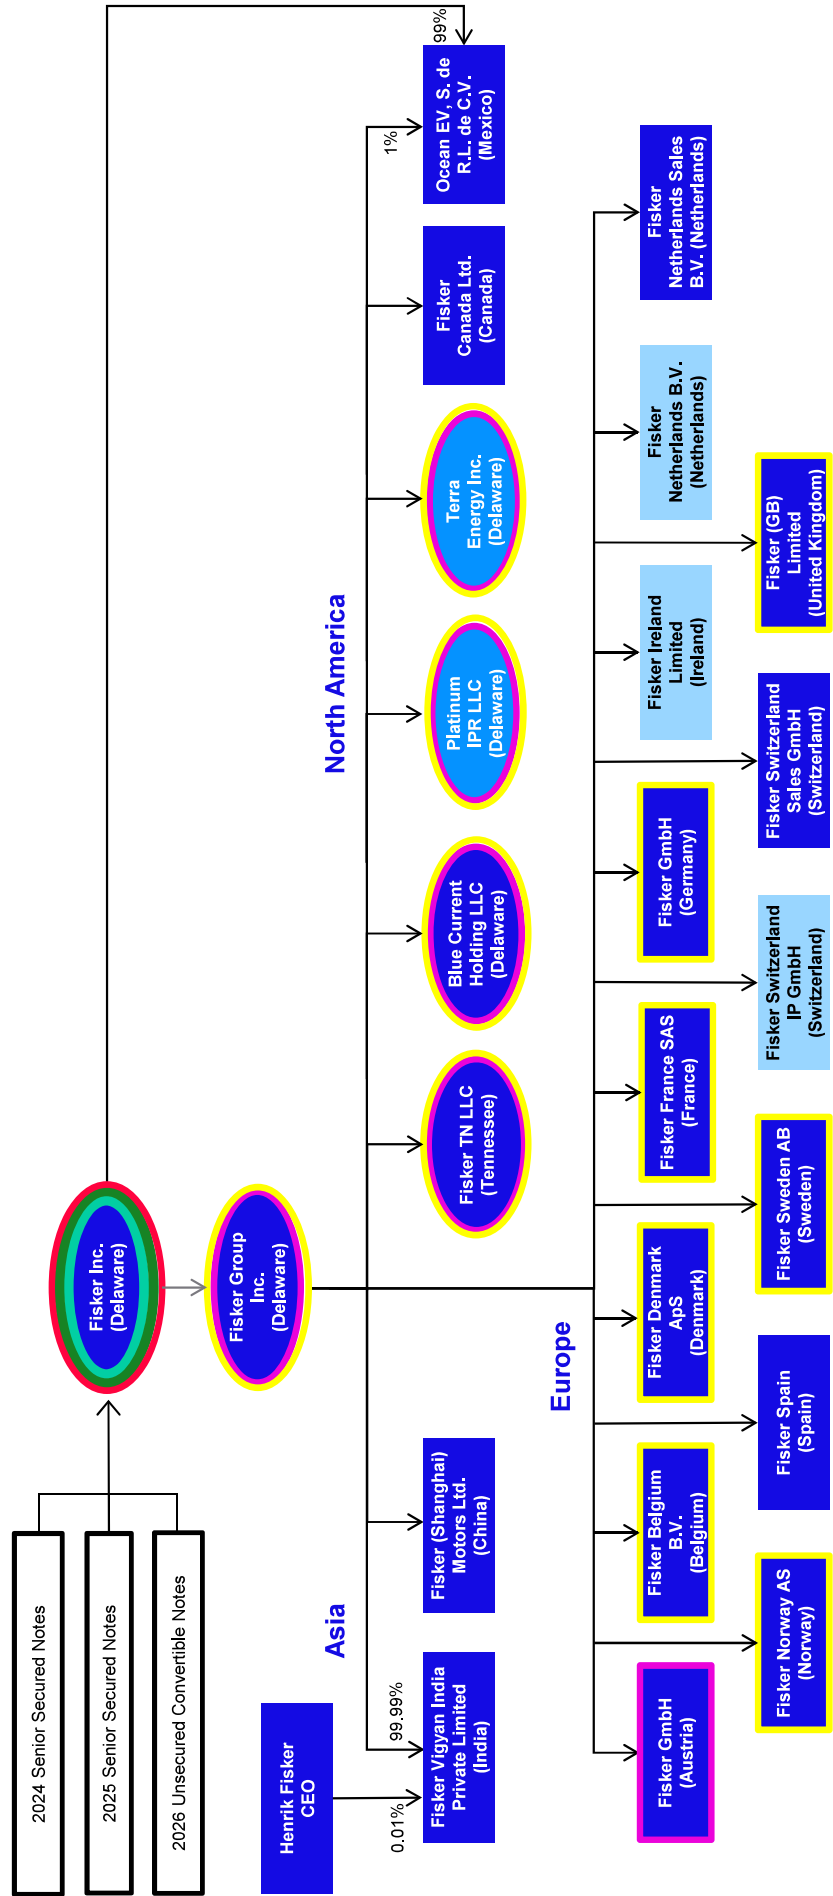 2024 Senior Secured Notes
2025 Senior Secured Notes
2026 Unsecured Convertible Notes
Fisker Inc.
(Delaware)
Fisker Group
Inc.
(Delaware)
Henrik Fisker
CEO
Asia
North America
0.01%
99.99%
1%
99%
Fisker Vigyan India
Private Limited
(India)
Fisker (Shanghai)
Motors Ltd.
(China)
Fisker TN LLC
(Tennessee)
Blue Current
Holding LLC
(Delaware)
Platinum
IPR LLC
(Delaware)
Terra
Energy Inc.
(Delaware)
Fisker
Canada Ltd.
(Canada)
Ocean EV, S. de
R.L. de C.V.
(Mexico)
Europe
Fisker GmbH
(Austria)
Fisker Belgium
B.V.
(Belgium)
Fisker Denmark
ApS
(Denmark)
Fisker France SAS
(France)
Fisker GmbH
(Germany)
Fisker Ireland
Limited
(Ireland)
Fisker
Netherlands B.V.
(Netherlands)
Fisker
Netherlands Sales
B.V. (Netherlands)
Fisker Norway AS
(Norway)
Fisker Spain
(Spain)
Fisker Sweden AB
(Sweden)
Fisker Switzerland
IP GmbH
(Switzerland)
Fisker Switzerland
Sales GmbH
(Switzerland)
Fisker (GB)
Limited
(United Kingdom)